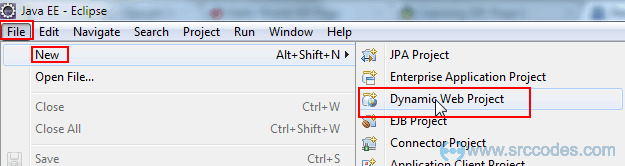 Java EE - Eclipse
File Edit Navigate Search Project Run Window Help
New Alt+Shift+N
Open File...
Close Ctrl+W
Close All Ctrl+Shift+W
Save Ctrl+S
JPA Project
Enterprise Application Project
Dynamic Web Project
EJB Project
Connector Project
Application Client Project
www.srccodes.com